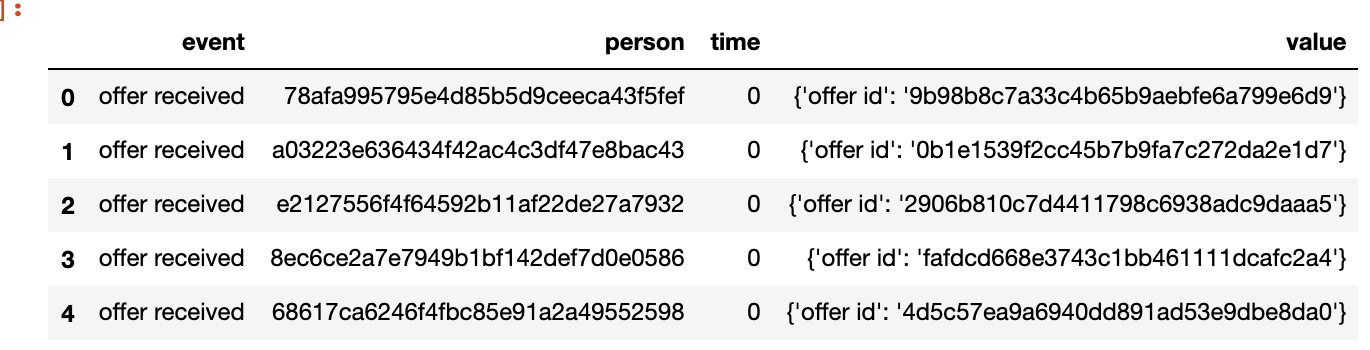 ]:
event person time value
0 offer received 78afa995795e4d85b5d9ceeca43f5fef 0 {'offer id': '9b98b8c7a33c4b65b9aebfe6a799e6d9'}
1 offer received a03223e636434f42ac4c3df47e8bac43 0 {'offer id': '0b1e1539f2cc45b7b9fa7c272da2e1d7'}
2 offer received e2127556f4f64592b11af22de27a7932 0 {'offer id': '2906b810c7d4411798c6938adc9daaa5'}
3 offer received 8ec6ce2a7e7949b1bf142def7d0e0586 0 {'offer id': 'fafdcd668e3743c1bb461111dcafc2a4'}
4 offer received 68617ca6246f4fbc85e91a2a49552598 0 {'offer id': '4d5c57ea9a6940dd891ad53e9dbe8da0'}